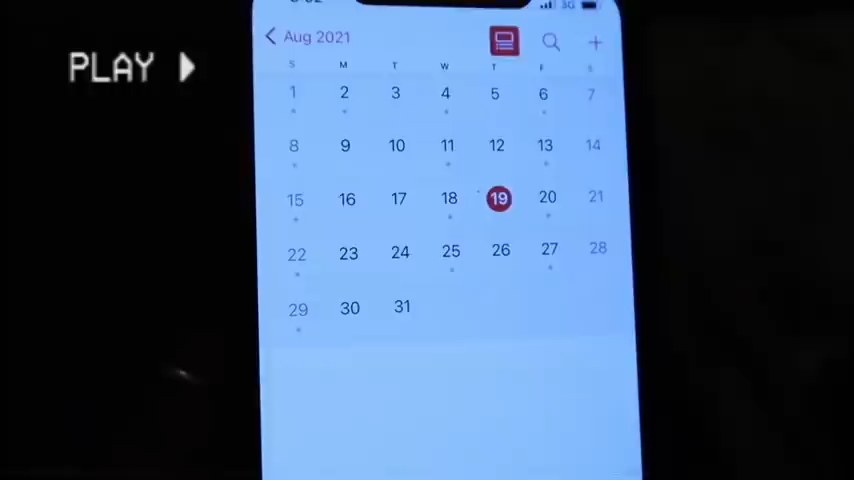 3G
Aug 2021
PLAY
S M T W T F S
1 2 3 4 5 6 7
8 9 10 11 12 13 14
15 16 17 18 19 20 21
22 23 24 25 26 27 28
29 30 31